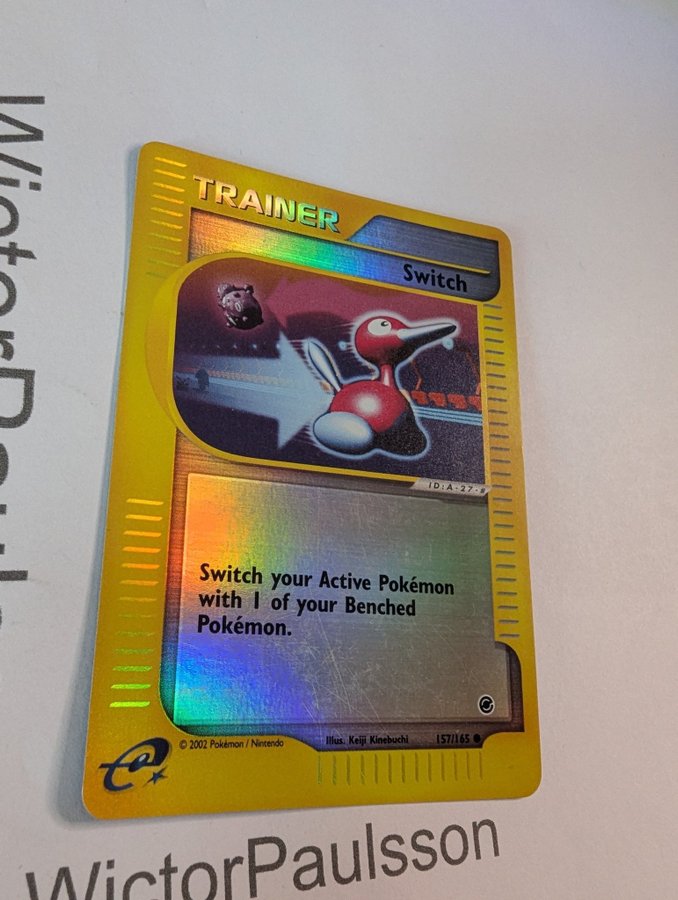 TRAINER
Switch
ID:A-27-#
Switch your Active Pokémon
with 1 of your Benched
Pokémon.
© 2002 Pokémon / Nintendo
Illus. Keiji Kinebuchi
157/165 ●
e
WictorPaulsson
WictorPaulsson